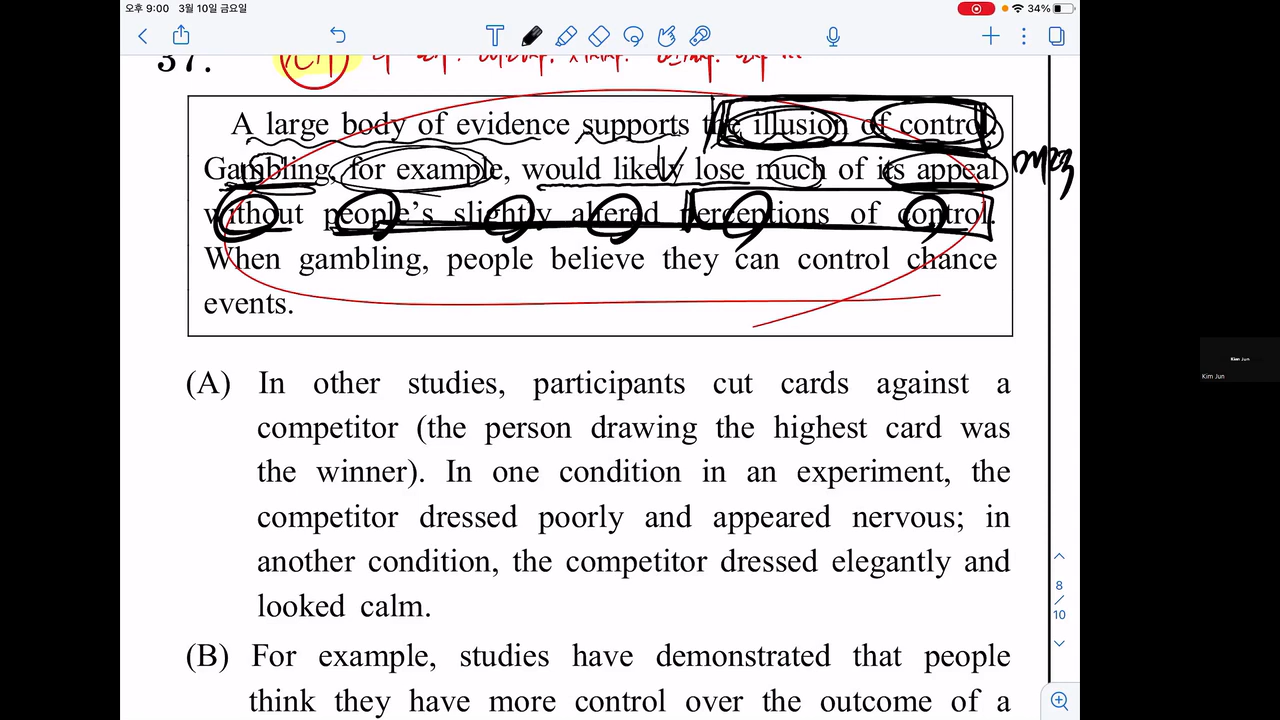 오후 9:00 3월 10일 금요일
34%
37.
A large body of evidence supports the illusion of control.
Gambling, for example, would likely lose much of its appeal
without people's slightly altered perceptions of control.
When gambling, people believe they can control chance
events.
(A) In other studies, participants cut cards against a
competitor (the person drawing the highest card was
the winner). In one condition in an experiment, the
competitor dressed poorly and appeared nervous; in
another condition, the competitor dressed elegantly and
looked calm.
(B) For example, studies have demonstrated that people
think they have more control over the outcome of a
8
/
10
Kim Jun
Kim Jun